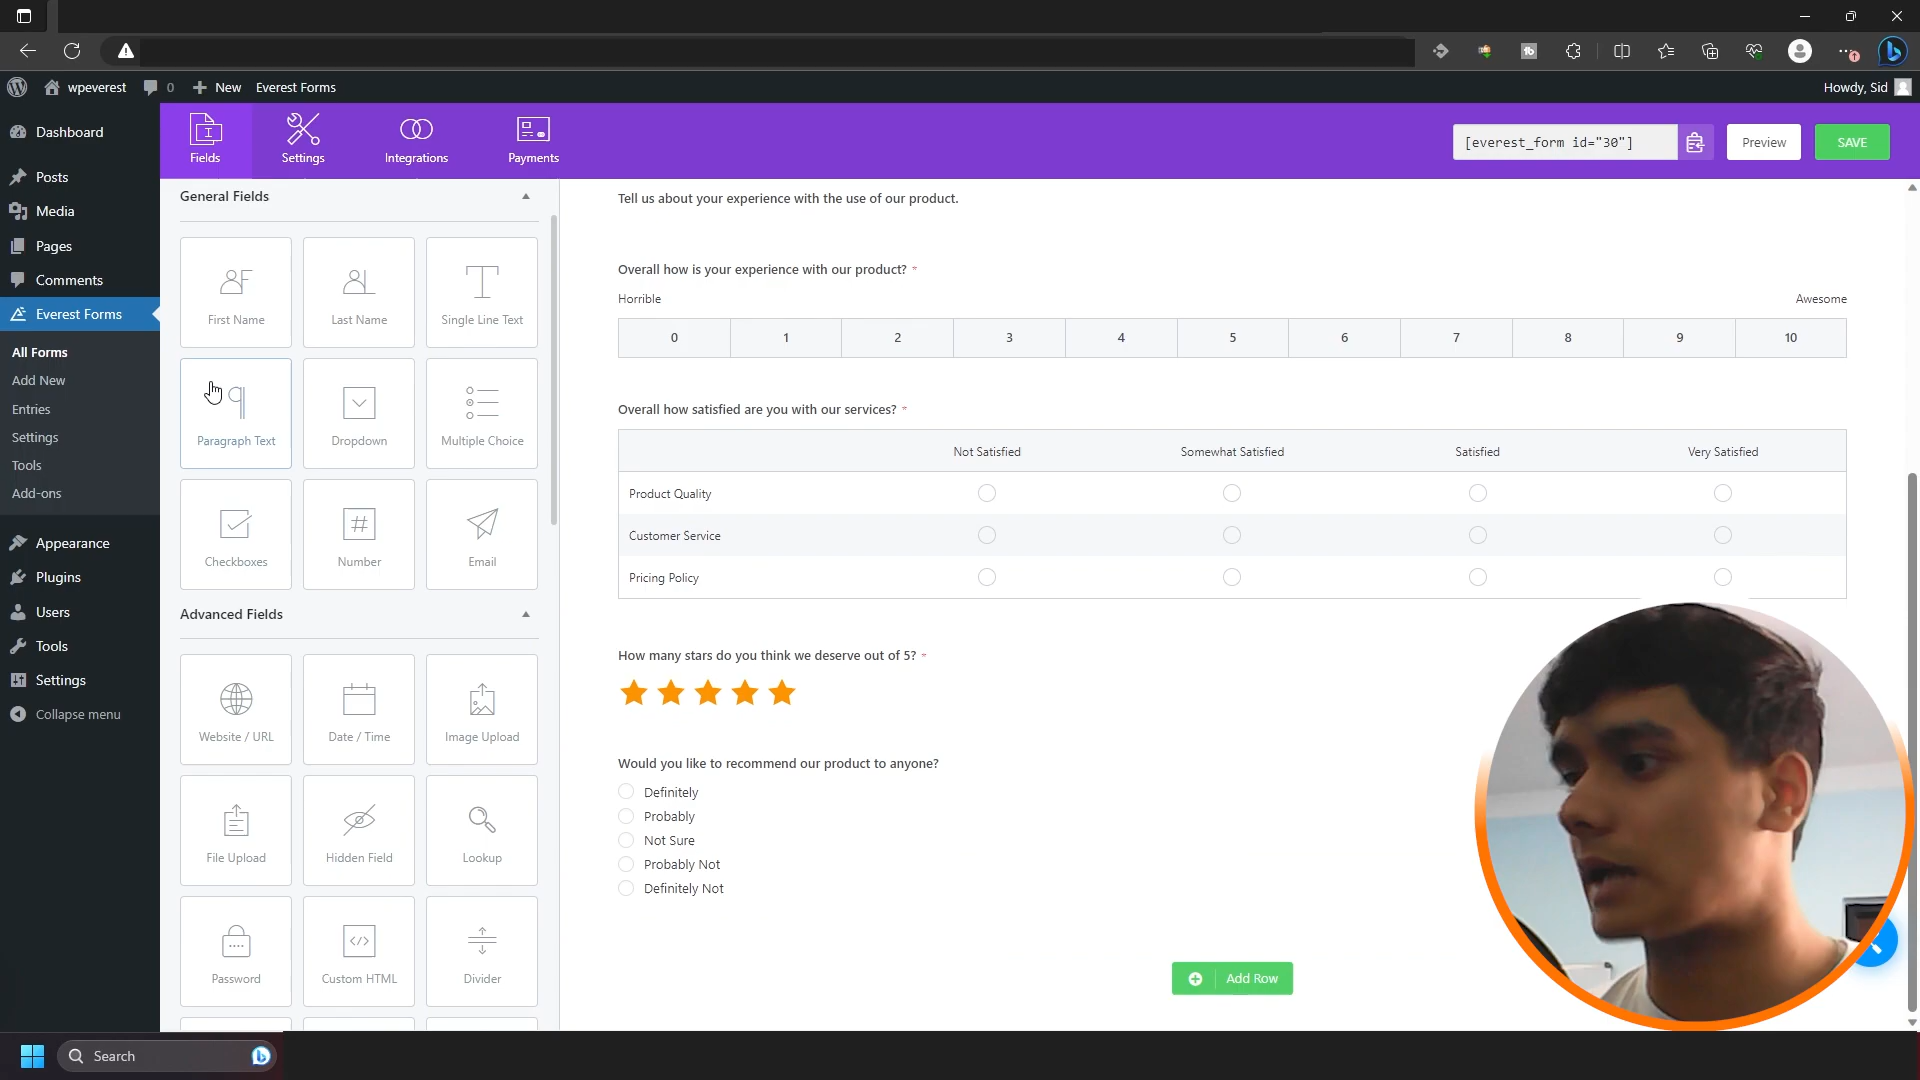 wpeverest
0
New
Everest Forms
Howdy, Sid
Dashboard
Posts
Media
Pages
Comments
Everest Forms
All Forms
Add New
Entries
Settings
Tools
Add-ons
Appearance
Plugins
Users
Tools
Settings
Collapse menu
Fields
Settings
Integrations
Payments
[everest_form id="30"]
Preview
SAVE
General Fields
First Name
Last Name
Single Line Text
Paragraph Text
Dropdown
Multiple Choice
Checkboxes
Number
Email
Advanced Fields
Website / URL
Date / Time
Image Upload
File Upload
Hidden Field
Lookup
Password
Custom HTML
Divider
Tell us about your experience with the use of our product.
Overall how is your experience with our product? *
Horrible
Awesome
0 1 2 3 4 5 6 7 8 9 10
Overall how satisfied are you with our services? *
Not Satisfied Somewhat Satisfied Satisfied Very Satisfied
Product Quality
Customer Service
Pricing Policy
How many stars do you think we deserve out of 5? *
Would you like to recommend our product to anyone?
Definitely
Probably
Not Sure
Probably Not
Definitely Not
Add Row
Search